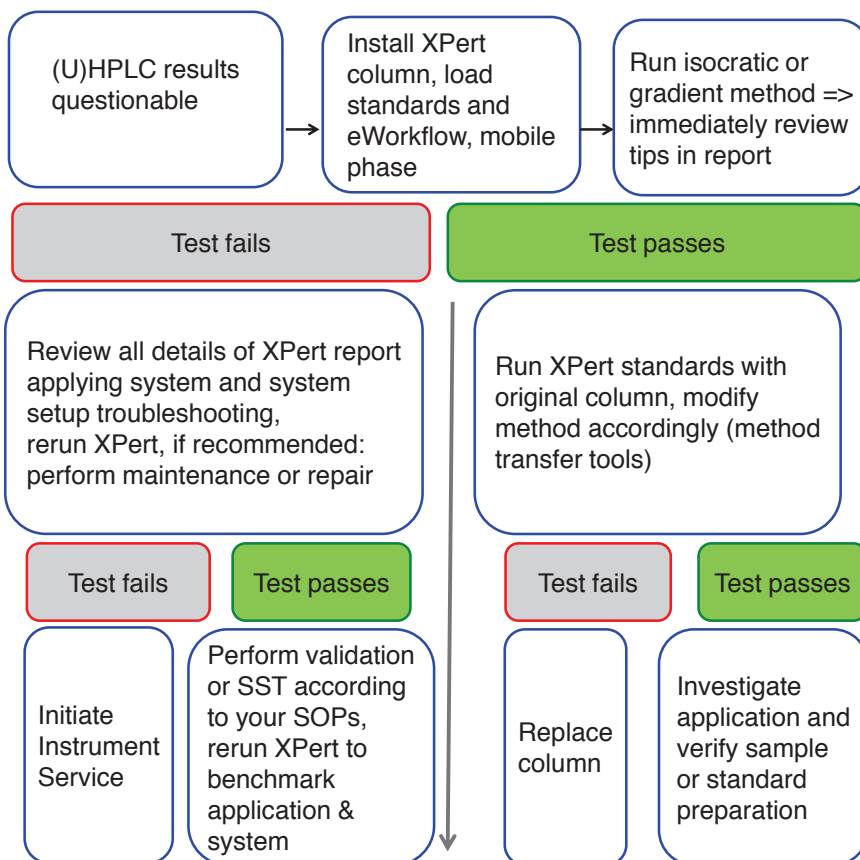 (U)HPLC results
questionable
Install XPert
column, load
standards and
eWorkflow, mobile
phase
Run isocratic or
gradient method =>
immediately review
tips in report
Test fails
Test passes
Review all details of XPert report
applying system and system
setup troubleshooting,
rerun XPert, if recommended:
perform maintenance or repair
Run XPert standards with
original column, modify
method accordingly (method
transfer tools)
Test fails
Test passes
Test fails
Test passes
Initiate
Instrument
Service
Perform validation
or SST according
to your SOPs,
rerun XPert to
benchmark
application &
system
Replace
column
Investigate
application and
verify sample
or standard
preparation